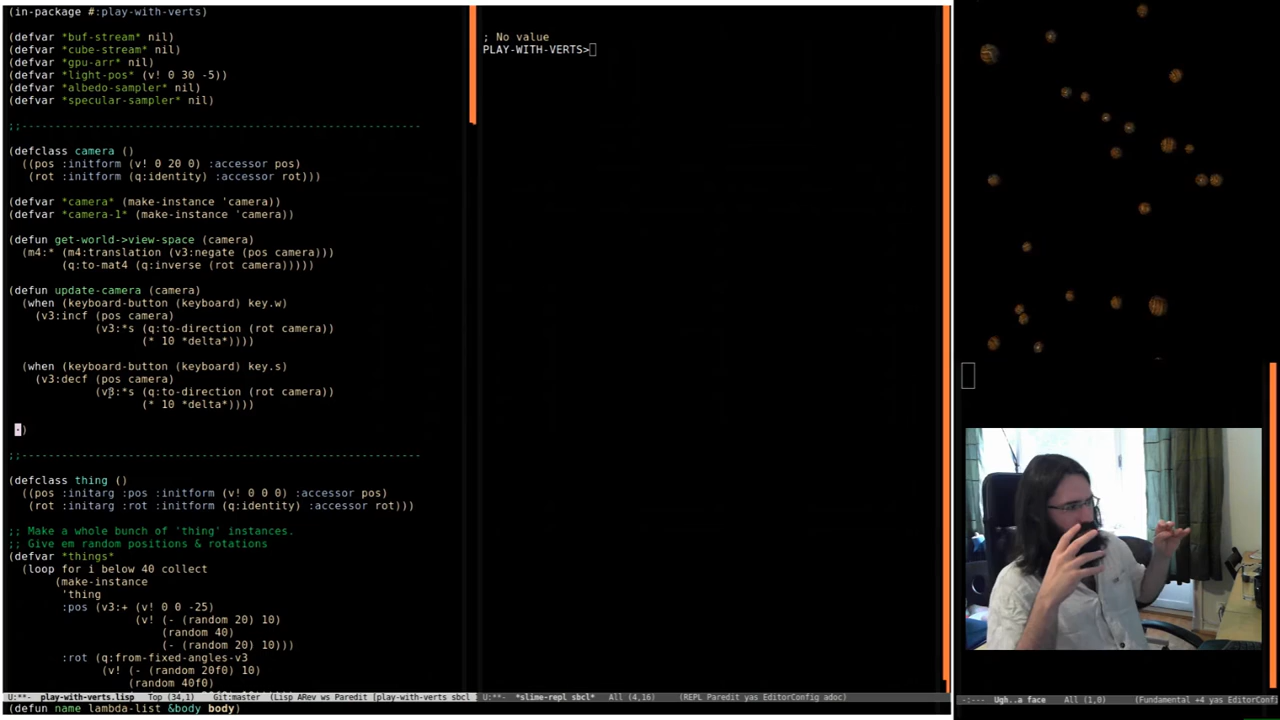 (in-package #:play-with-verts)
(defvar *buf-stream* nil)
(defvar *cube-stream* nil)
(defvar *gpu-arr* nil)
(defvar *light-pos* (v! 0 30 -5))
(defvar *albedo-sampler* nil)
(defvar *specular-sampler* nil)
;;------------------------------------------------------------
(defclass camera ()
((pos :initform (v! 0 20 0) :accessor pos)
(rot :initform (q:identity) :accessor rot)))
(defvar *camera* (make-instance 'camera))
(defvar *camera-1* (make-instance 'camera))
(defun get-world->view-space (camera)
(m4:* (m4:translation (v3:negate (pos camera)))
(q:to-mat4 (q:inverse (rot camera)))))
(defun update-camera (camera)
(when (keyboard-button (keyboard) key.w)
(v3:incf (pos camera)
(v3:*s (q:to-direction (rot camera))
(* 10 *delta*))))
(when (keyboard-button (keyboard) key.s)
(v3:decf (pos camera)
(v3:*s (q:to-direction (rot camera))
(* 10 *delta*))))
)
;;------------------------------------------------------------
(defclass thing ()
((pos :initarg :pos :initform (v! 0 0 0) :accessor pos)
(rot :initarg :rot :initform (q:identity) :accessor rot)))
;; Make a whole bunch of 'thing' instances.
;; Give em random positions & rotations
(defvar *things*
(loop for i below 40 collect
(make-instance
'thing
:pos (v3:+ (v! 0 0 -25)
(v! (- (random 20) 10)
(random 40)
(- (random 20) 10)))
:rot (q:from-fixed-angles-v3
(v! (- (random 20f0) 10)
(random 40f0)
U:**- play-with-verts.lisp Top (34,1) Git:master (Lisp ARev ws Paredit [play-with-verts sbcl
(defun name lambda-list &body body)
; No value
PLAY-WITH-VERTS>
U:**- *slime-repl sbcl* All (4,16) (REPL Paredit yas EditorConfig adoc)
-:--- Ugh..a face All (1,0) (Fundamental +4 yas EditorConfi